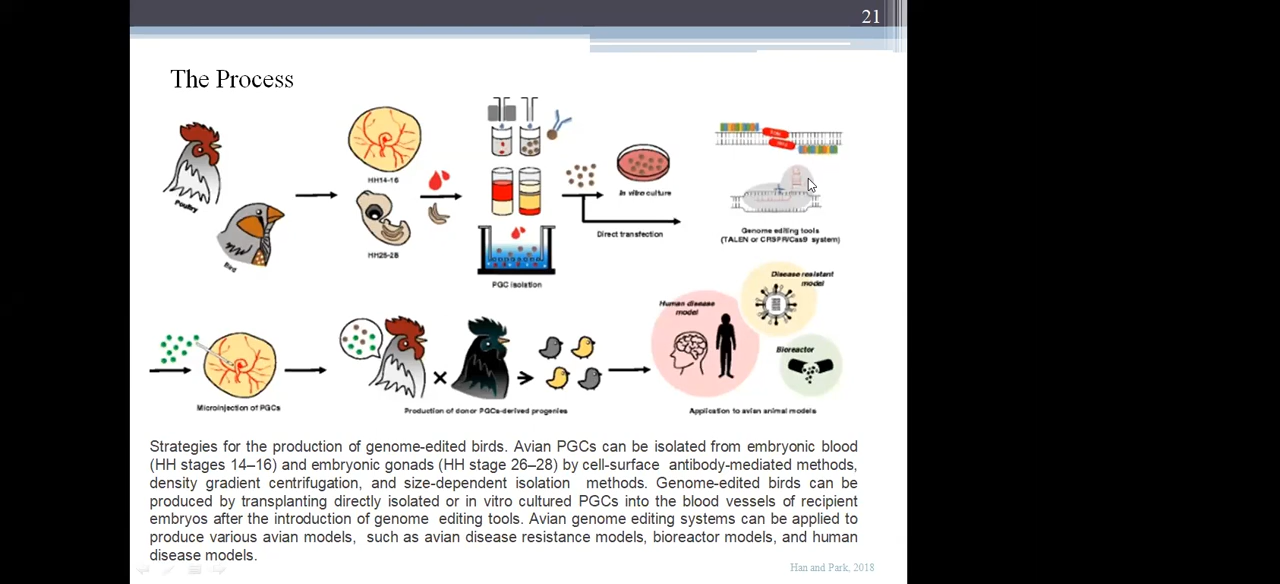 21
The Process
Poultry
Bird
HH14-16
HH25-28
PGC isolation
In vitro culture
Direct transfection
Genome editing tools
(TALEN or CRSPR/Cas9 system)
Microinjection of PGCs
Production of donor PGCs-derived progenies
Human disease
model
Disease resistant
model
Bioreactor
Application to avian animal models
Strategies for the production of genome-edited birds. Avian PGCs can be isolated from embryonic blood
(HH stages 14–16) and embryonic gonads (HH stage 26–28) by cell-surface antibody-mediated methods,
density gradient centrifugation, and size-dependent isolation methods. Genome-edited birds can be
produced by transplanting directly isolated or in vitro cultured PGCs into the blood vessels of recipient
embryos after the introduction of genome editing tools. Avian genome editing systems can be applied to
produce various avian models, such as avian disease resistance models, bioreactor models, and human
disease models.
Han and Park, 2018